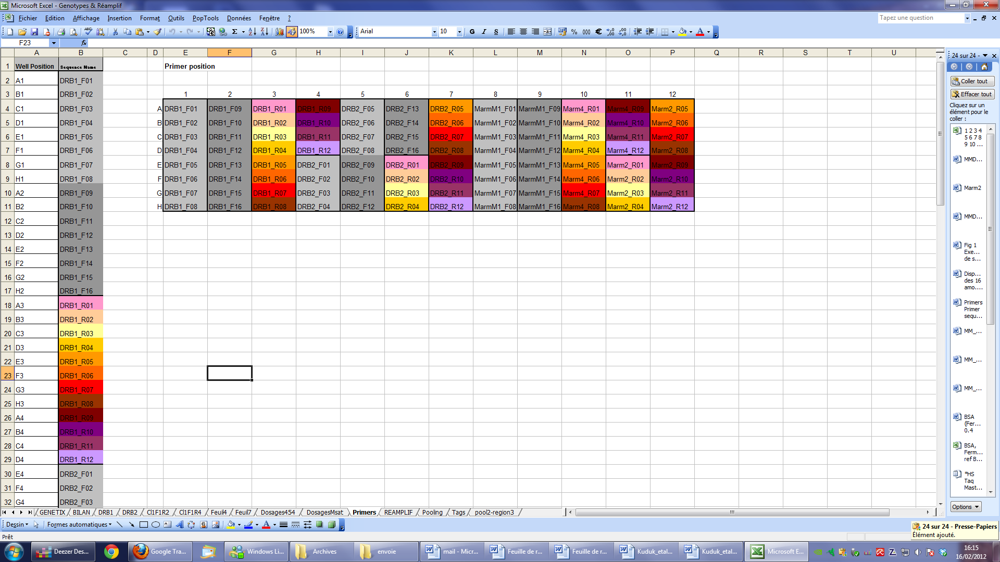 Microsoft Excel - Genotypes & Réamplif
Fichier Edition Affichage Insertion Format Outils PopTools Données Fenêtre ? Tapez une question
100% Arial 10 G I S % 000 €
F23 fx
A B C D E F G H I J K L M N O P Q R S T U
1 Well Position Sequence Name Primer position
2 A1 DRB1_F01
3 B1 DRB1_F02 1 2 3 4 5 6 7 8 9 10 11 12
4 C1 DRB1_F03 A DRB1_F01 DRB1_F09 DRB1_R01 DRB1_R09 DRB2_F05 DRB2_F13 DRB2_R05 MarmM1_F01 MarmM1_F09 Marm4_R01 Marm4_R09 Marm2_R05
5 D1 DRB1_F04 B DRB1_F02 DRB1_F10 DRB1_R02 DRB1_R10 DRB2_F06 DRB2_F14 DRB2_R06 MarmM1_F02 MarmM1_F10 Marm4_R02 Marm4_R10 Marm2_R06
6 E1 DRB1_F05 C DRB1_F03 DRB1_F11 DRB1_R03 DRB1_R11 DRB2_F07 DRB2_F15 DRB2_R07 MarmM1_F03 MarmM1_F11 Marm4_R03 Marm4_R11 Marm2_R07
7 F1 DRB1_F06 D DRB1_F04 DRB1_F12 DRB1_R04 DRB1_R12 DRB2_F08 DRB2_F16 DRB2_R08 MarmM1_F04 MarmM1_F12 Marm4_R04 Marm4_R12 Marm2_R08
8 G1 DRB1_F07 E DRB1_F05 DRB1_F13 DRB1_R05 DRB2_F01 DRB2_F09 DRB2_R01 DRB2_R09 MarmM1_F05 MarmM1_F13 Marm4_R05 Marm2_R01 Marm2_R09
9 H1 DRB1_F08 F DRB1_F06 DRB1_F14 DRB1_R06 DRB2_F02 DRB2_F10 DRB2_R02 DRB2_R10 MarmM1_F06 MarmM1_F14 Marm4_R06 Marm2_R02 Marm2_R10
10 A2 DRB1_F09 G DRB1_F07 DRB1_F15 DRB1_R07 DRB2_F03 DRB2_F11 DRB2_R03 DRB2_R11 MarmM1_F07 MarmM1_F15 Marm4_R07 Marm2_R03 Marm2_R11
11 B2 DRB1_F10 H DRB1_F08 DRB1_F16 DRB1_R08 DRB2_F04 DRB2_F12 DRB2_R04 DRB2_R12 MarmM1_F08 MarmM1_F16 Marm4_R08 Marm2_R04 Marm2_R12
12 C2 DRB1_F11
13 D2 DRB1_F12
14 E2 DRB1_F13
15 F2 DRB1_F14
16 G2 DRB1_F15
17 H2 DRB1_F16
18 A3 DRB1_R01
19 B3 DRB1_R02
20 C3 DRB1_R03
21 D3 DRB1_R04
22 E3 DRB1_R05
23 F3 DRB1_R06
24 G3 DRB1_R07
25 H3 DRB1_R08
26 A4 DRB1_R09
27 B4 DRB1_R10
28 C4 DRB1_R11
29 D4 DRB1_R12
30 E4 DRB2_F01
31 F4 DRB2_F02
32 G4 DRB2_F03
24 sur 24 -
Coller tout
Effacer tout
Cliquez sur un
élément pour le
coller :
1 2 3 4
5 6 7 8
9 10 ...
MMD...
Marm2
MMD...
Fig 1
Exe...
de s...
Disp...
des 16
amo....
Primers
Primer
sequ...
MM_...
MM_...
MM_...
BSA
(Fer...
0.4
BSA,
Ferm...
ref B...
*HS
Taq
Mast...
Options
GENETIX BILAN DRB1 DRB2 Cl1F1R2 Cl1F1R4 Feuil4 Feuil7 Dosages454 DosagesMsat Primers REAMPLIF Pooling Tags pool2-region3
Dessin Formes automatiques
24 sur 24 - Presse-Papiers
Élément ajouté.
Prêt
Deezer Des... Google Tra... Windows Li... Archives envoie mail - Micr... Feuille de r... Feuille de r... Kuduk_etal... Kuduk_etal... Microsoft E...
16:15
16/02/2012